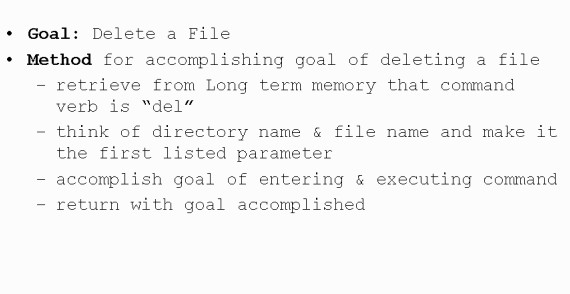 • Goal: Delete a File
• Method for accomplishing goal of deleting a file
– retrieve from Long term memory that command
verb is “del”
– think of directory name & file name and make it
the first listed parameter
– accomplish goal of entering & executing command
– return with goal accomplished